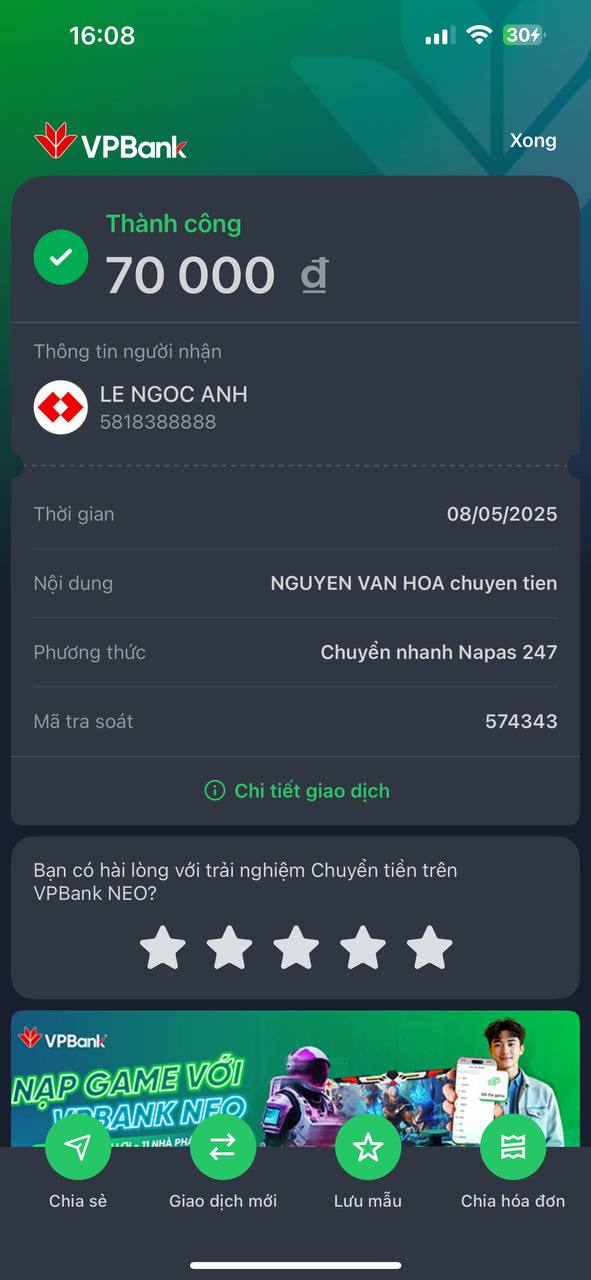 16:08
30
VPBank
Xong
Thành công
70 000 đ
Thông tin người nhận
LE NGOC ANH
5818388888
Thời gian
08/05/2025
Nội dung
NGUYEN VAN HOA chuyen tien
Phương thức
Chuyển nhanh Napas 247
Mã tra soát
574343
Chi tiết giao dịch
Bạn có hài lòng với trải nghiệm Chuyển tiền trên
VPBank NEO?
VPBank
NẠP GAME VỚI
VPBANK NEO
- 11 NHÀ
Chia sẻ
Giao dịch mới
Lưu mẫu
Chia hóa đơn